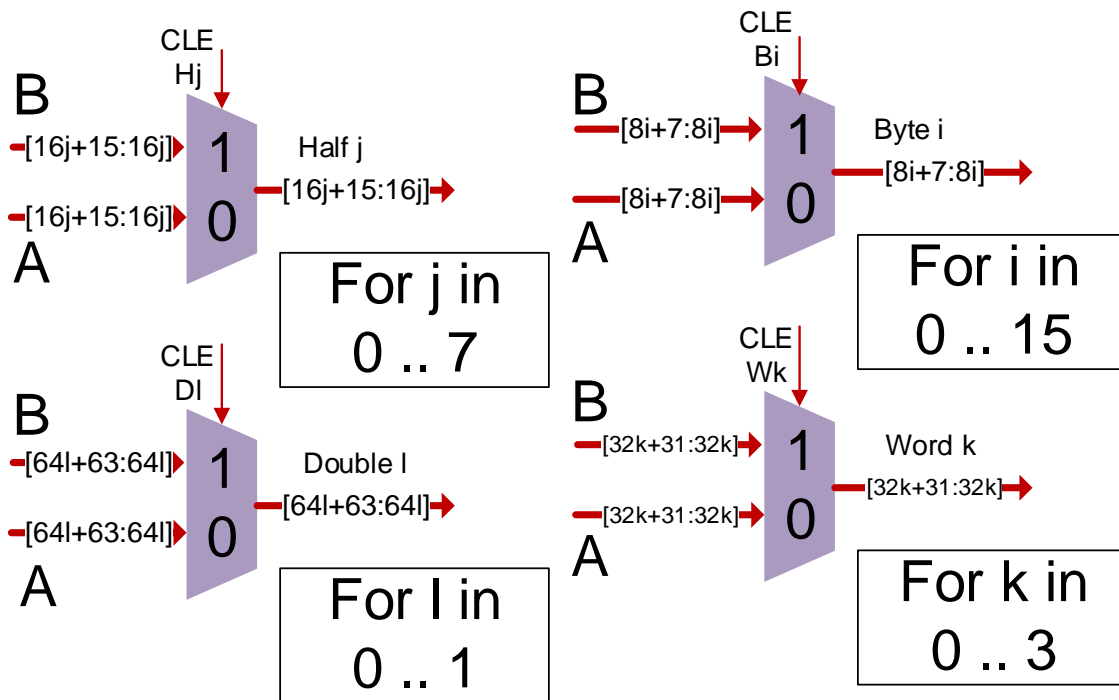 CLE
Hj
B
[16j+15:16j]
1
Half j
[16j+15:16j]
[16j+15:16j]
0
A
For j in
0 .. 7
CLE
Bi
B
[8i+7:8i]
1
Byte i
[8i+7:8i]
[8i+7:8i]
0
A
For i in
0 .. 15
CLE
Dl
B
[64l+63:64l]
1
Double l
[64l+63:64l]
[64l+63:64l]
0
A
For l in
0 .. 1
CLE
Wk
B
[32k+31:32k]
1
Word k
[32k+31:32k]
[32k+31:32k]
0
A
For k in
0 .. 3